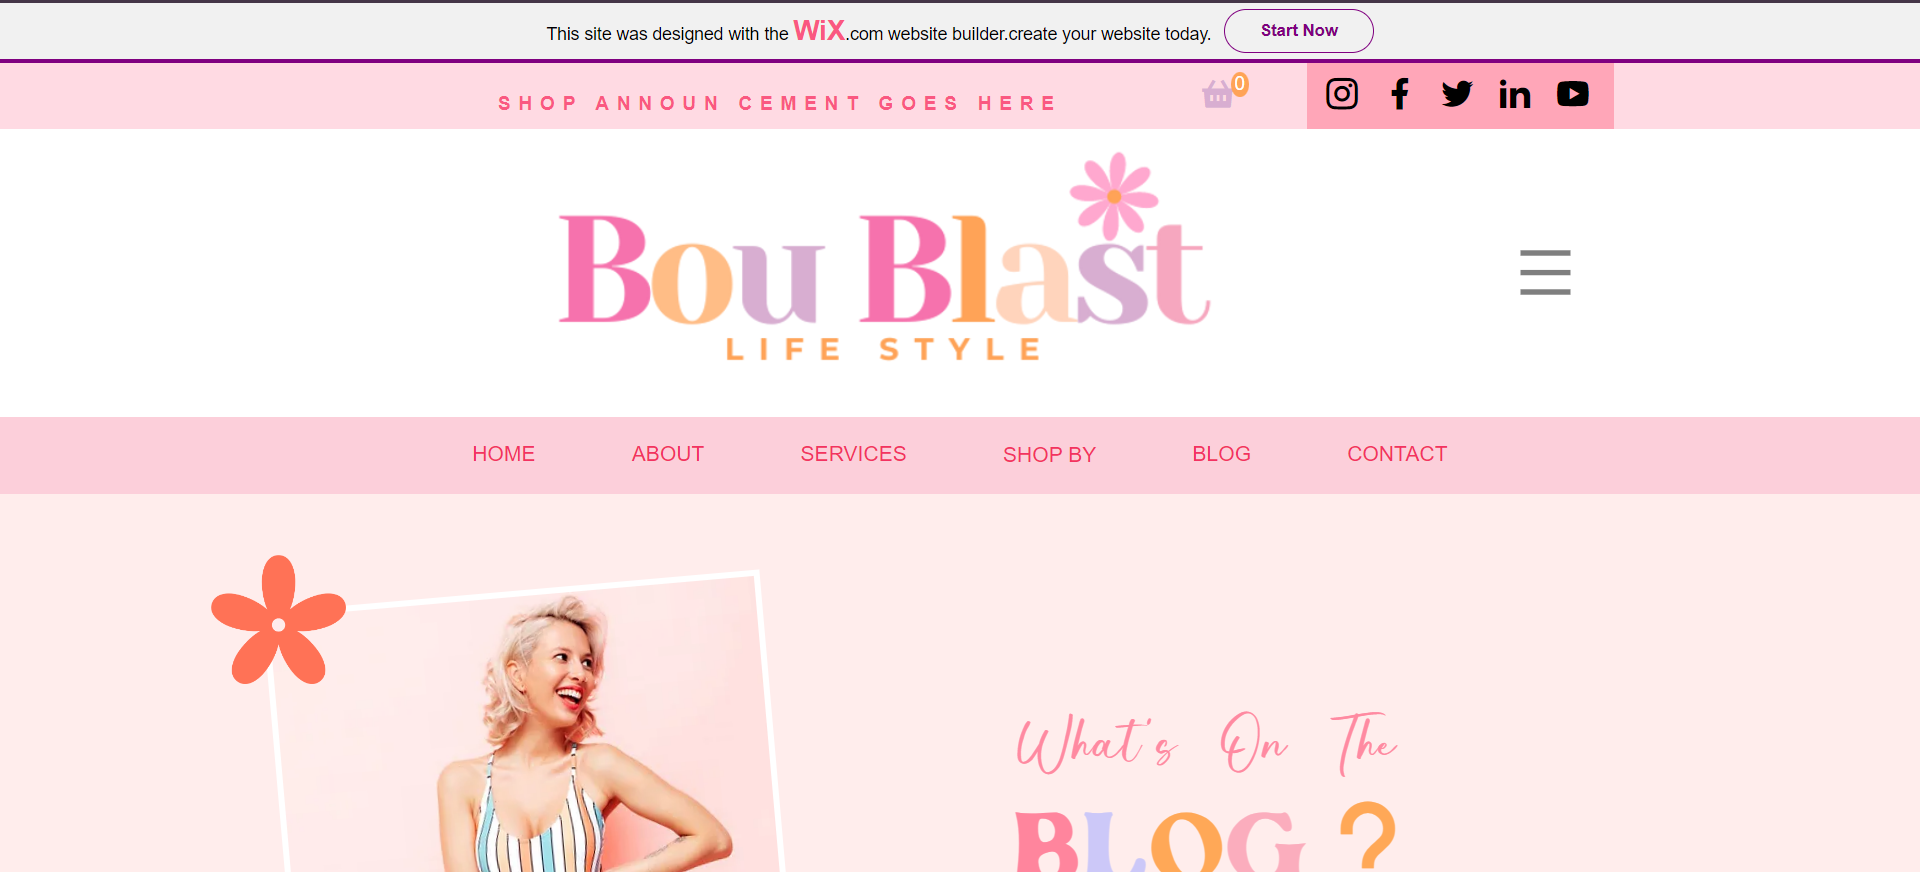 This site was designed with the WiX.com website builder.create your website today. Start Now
SHOP ANNOUN CEMENT GOES HERE
0
Bou Blast
LIFE STYLE
HOME ABOUT SERVICES SHOP BY BLOG CONTACT
What's On The
BLOG ?